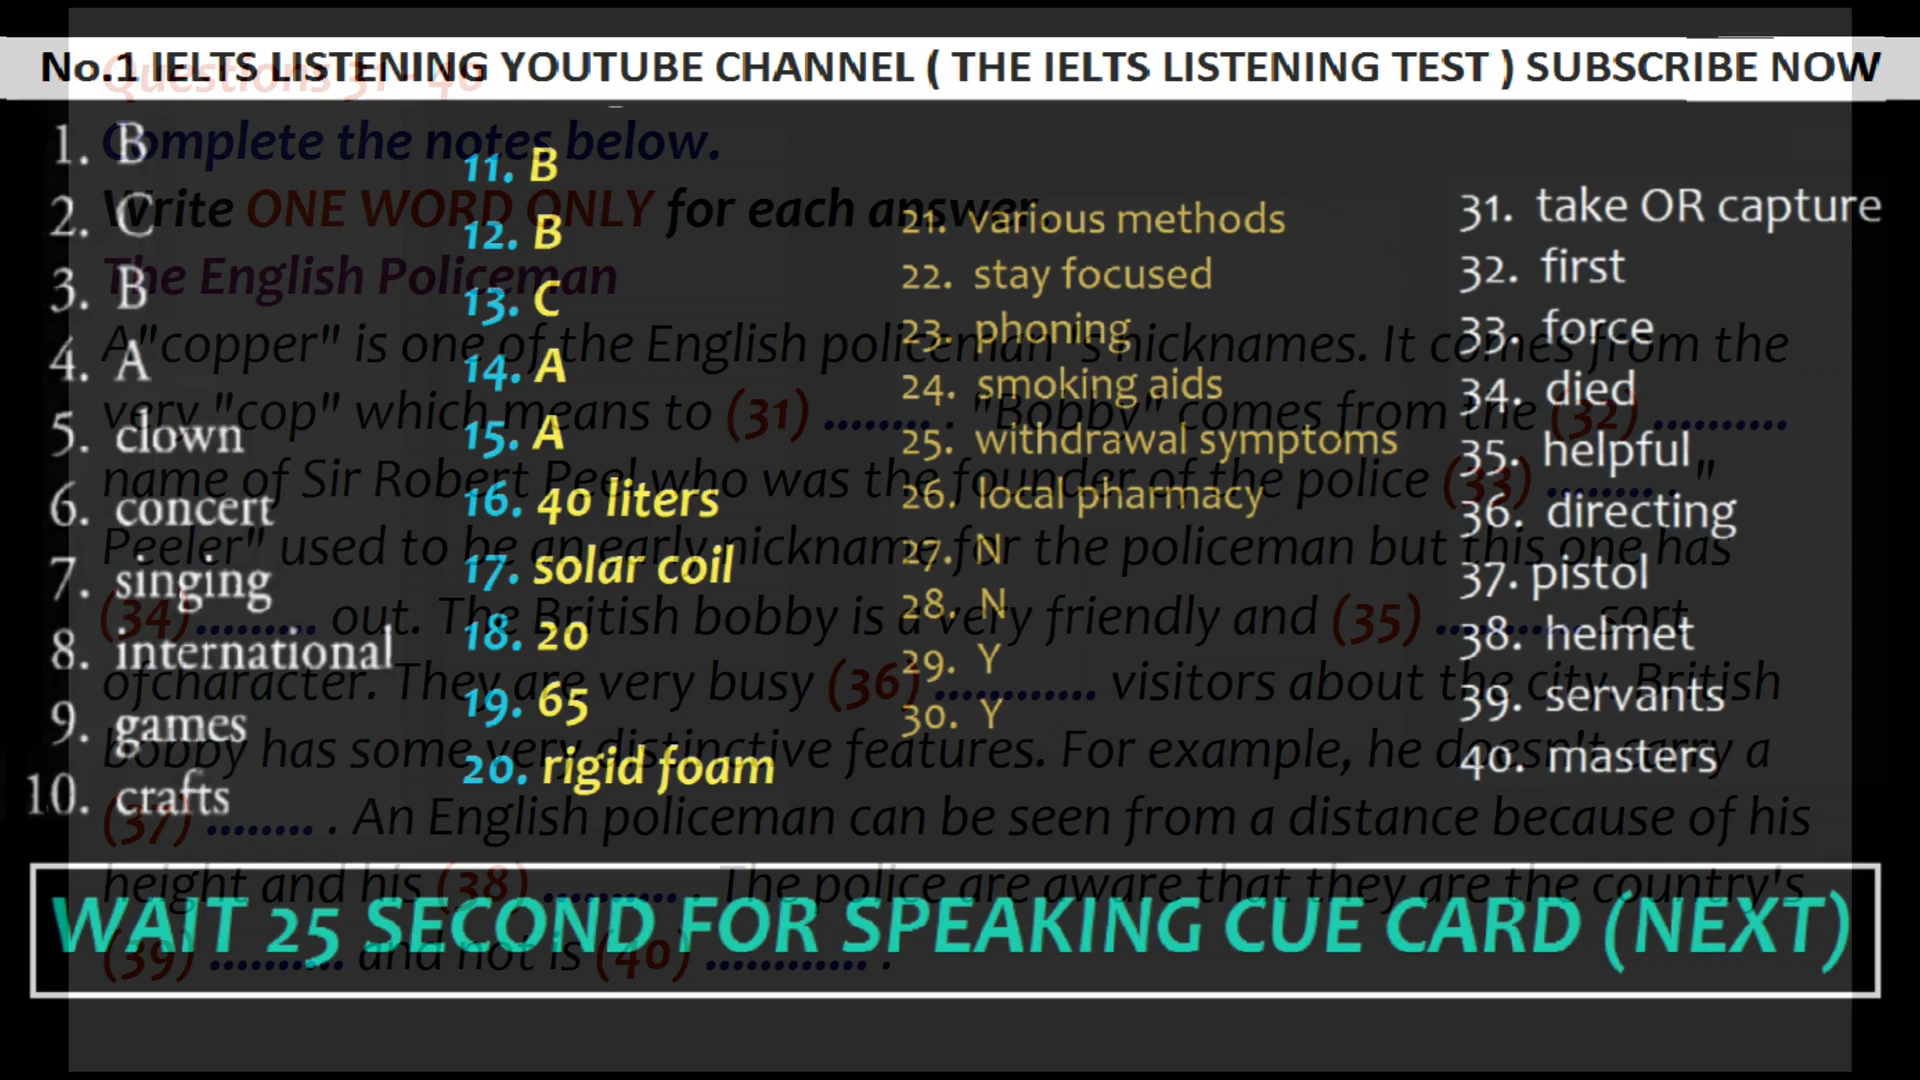 No.1 IELTS LISTENING YOUTUBE CHANNEL ( THE IELTS LISTENING TEST ) SUBSCRIBE NOW
Questions 31 - 40
Complete the notes below.
Write ONE WORD ONLY for each answer.
The English Policeman
A "copper" is one of the English policeman's nicknames. It comes from the
very "cop" which means to (31) ........ . "Bobby" comes from the (32) ..........
name of Sir Robert Peel who was the founder of the police (33) ........ . "
Peeler" used to be an early nickname for the policeman but this one has
(34)......... out. The British bobby is a very friendly and (35) ........... sort
ofcharacter. They are very busy (36) ............ visitors about the city. British
bobby has some very distinctive features. For example, he doesn't carry a
(37) ........ . An English policeman can be seen from a distance because of his
height and his (38) .......... . The police are aware that they are the country's
(39) .......... and not is (40) ............ .
1. B
2. C
3. B
4. A
5. clown
6. concert
7. singing
8. international
9. games
10. crafts
11. B
12. B
13. C
14. A
15. A
16. 40 liters
17. solar coil
18. 20
19. 65
20. rigid foam
21. various methods
22. stay focused
23. phoning
24. smoking aids
25. withdrawal symptoms
26. local pharmacy
27. N
28. N
29. Y
30. Y
31. take OR capture
32. first
33. force
34. died
35. helpful
36. directing
37. pistol
38. helmet
39. servants
40. masters
WAIT 25 SECOND FOR SPEAKING CUE CARD (NEXT)